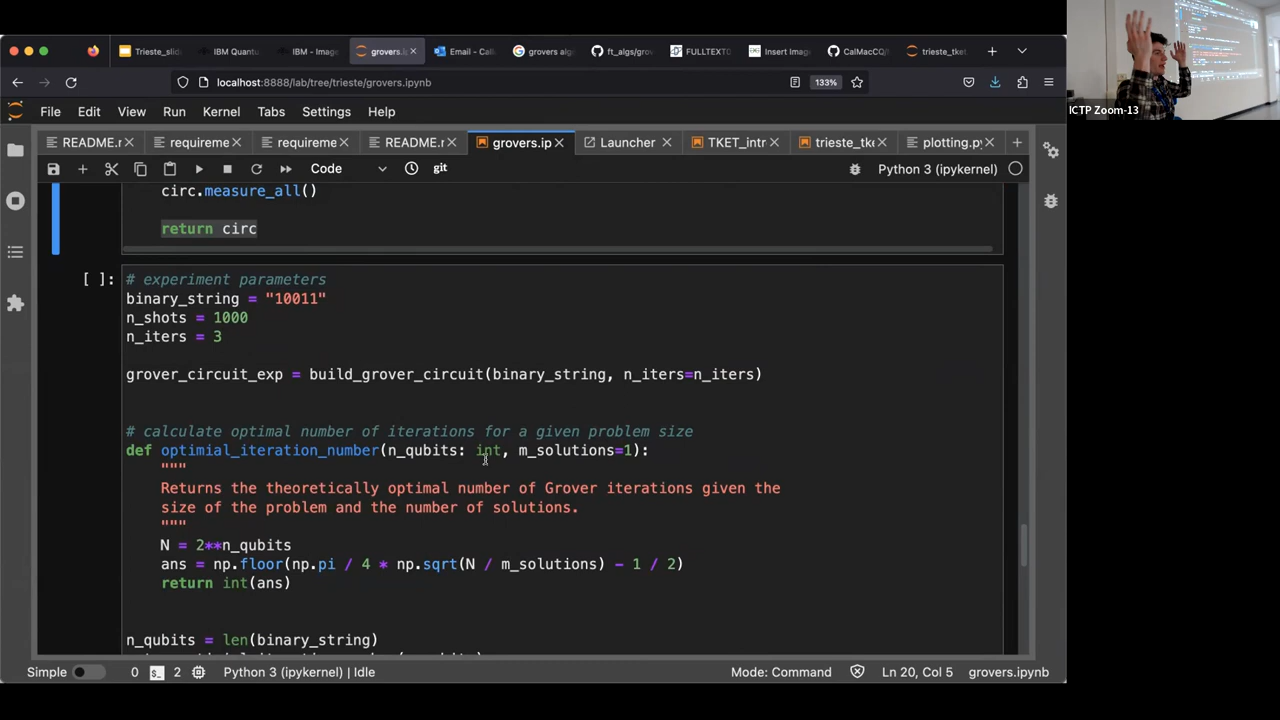 Trieste_slid
IBM Quantu
IBM - Image
grovers.i
Email - Cal
grovers alg
ft_algs/gro
FULLTEXT
Insert Imag
CalMacCQ/
trieste_tket
localhost:8888/lab/tree/trieste/grovers.ipynb
133%
ICTP Zoom-13
File Edit View Run Kernel Tabs Settings Help
README.r
requireme
requireme
README.r
grovers.ip
Launcher
TKET_intr
trieste_tke
plotting.py
Code
git
Python 3 (ipykernel)
circ.measure_all()
return circ
[ ]:
# experiment parameters
binary_string = "10011"
n_shots = 1000
n_iters = 3
grover_circuit_exp = build_grover_circuit(binary_string, n_iters=n_iters)
# calculate optimal number of iterations for a given problem size
def optimial_iteration_number(n_qubits: int, m_solutions=1):
"""
Returns the theoretically optimal number of Grover iterations given the
size of the problem and the number of solutions.
"""
N = 2**n_qubits
ans = np.floor(np.pi / 4 * np.sqrt(N / m_solutions) - 1 / 2)
return int(ans)
n_qubits = len(binary_string)
Simple 0 2 Python 3 (ipykernel) | Idle Mode: Command Ln 20, Col 5 grovers.ipynb